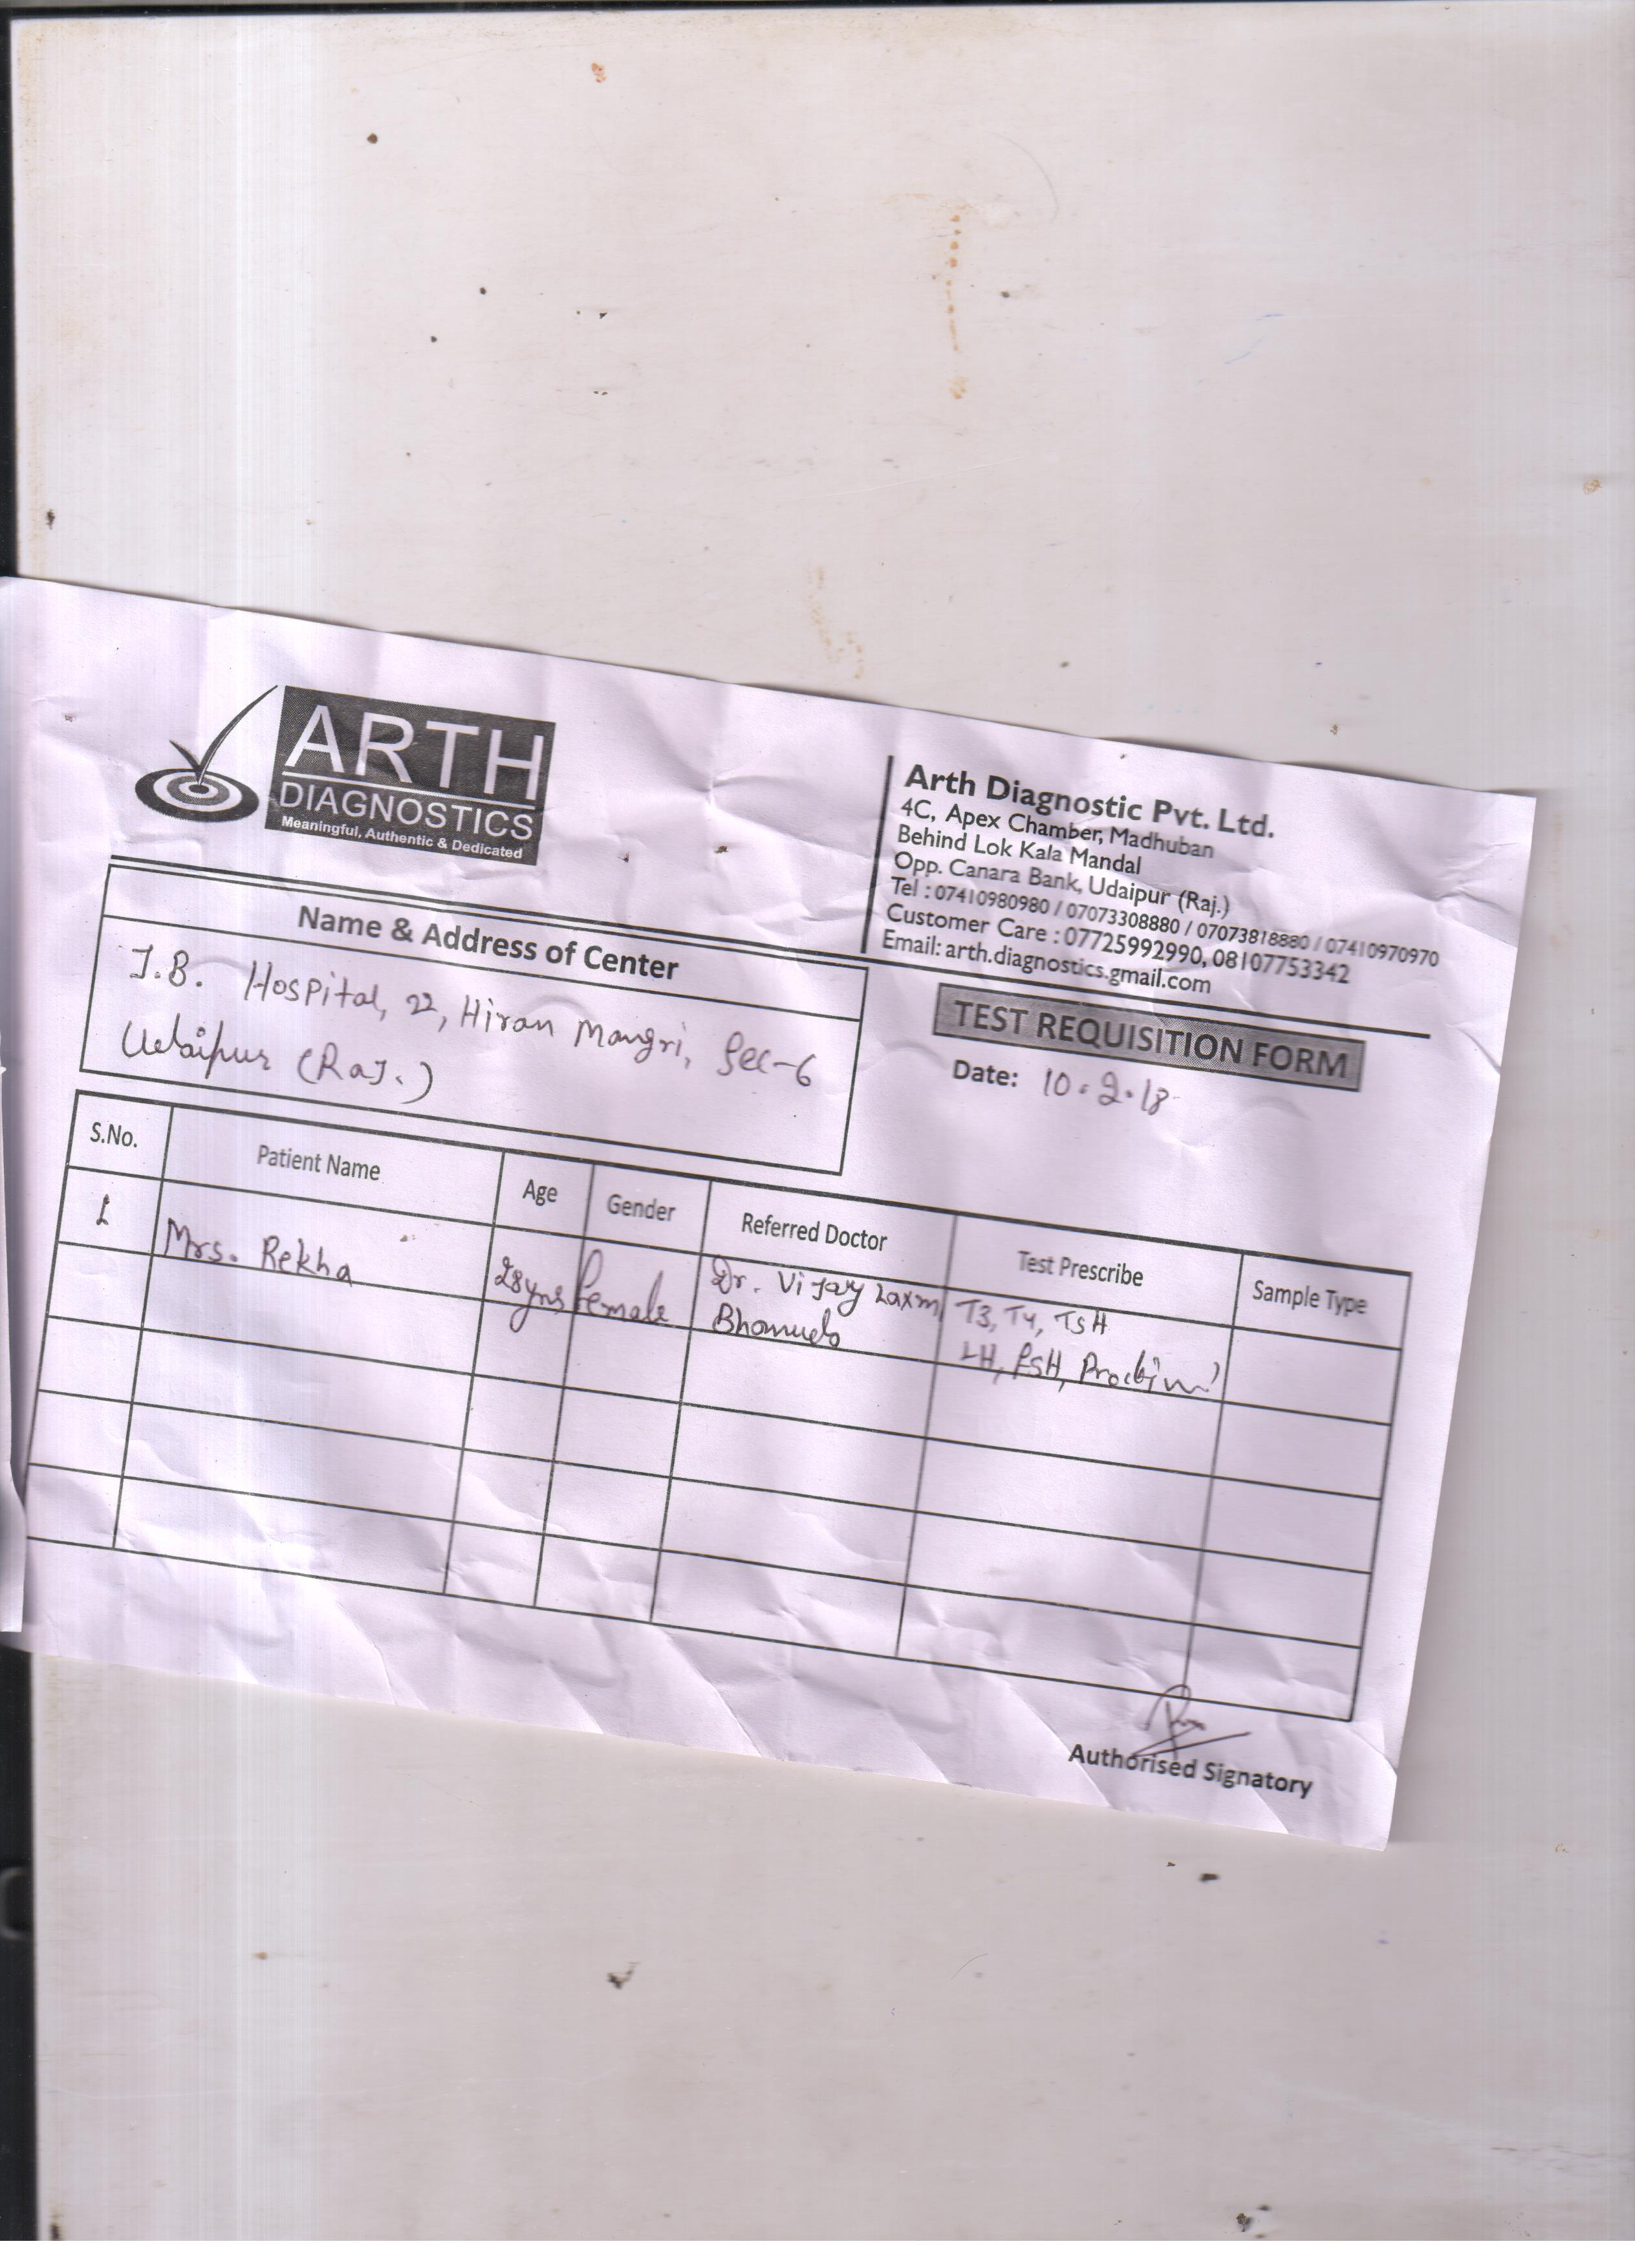 ARTH
DIAGNOSTICS
Meaningful, Authentic & Dedicated
Arth Diagnostic Pvt. Ltd.
4C, Apex Chamber, Madhuban
Behind Lok Kala Mandal
Opp. Canara Bank, Udaipur (Raj.)
Tel : 07410980980 / 07073308880 / 07073818880 / 07410970970
Customer Care : 07725992990, 08107753342
Email: arth.diagnostics.gmail.com
Name & Address of Center
J.B. Hospital, 22, Hiran Mangri, Sec-6
Udaipur (Raj.)
TEST REQUISITION FORM
Date: 10.2.18
S.No. Patient Name Age Gender Referred Doctor Test Prescribe Sample Type
1 Mrs. Rekha 28yrs Female Dr. Vijay Laxmi T3, T4, TSH
LH, FSH,
Authorised Signatory